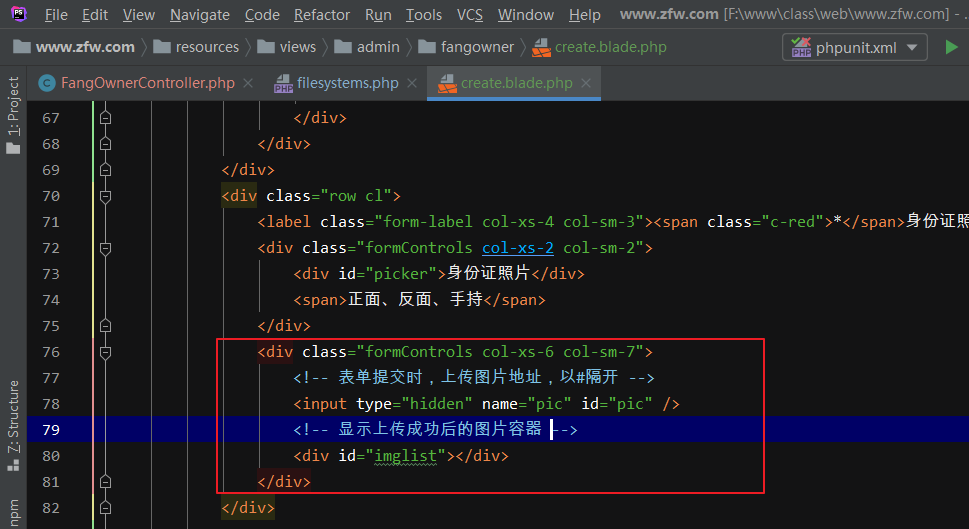 PS File Edit View Navigate Code Refactor Run Tools VCS Window Help www.zfw.com [F:\www\class\web\www.zfw.com] - .
www.zfw.com resources views admin fangowner create.blade.php phpunit.xml
FangOwnerController.php filesystems.php create.blade.php
1: Project
7: Structure
npm
67 </div>
68 </div>
69 </div>
70 <div class="row cl">
71 <label class="form-label col-xs-4 col-sm-3"><span class="c-red">*</span>身份证照
72 <div class="formControls col-xs-2 col-sm-2">
73 <div id="picker">身份证照片</div>
74 <span>正面、反面、手持</span>
75 </div>
76 <div class="formControls col-xs-6 col-sm-7">
77 <!-- 表单提交时，上传图片地址，以#隔开 -->
78 <input type="hidden" name="pic" id="pic" />
79 <!-- 显示上传成功后的图片容器 -->
80 <div id="imglist"></div>
81 </div>
82 </div>